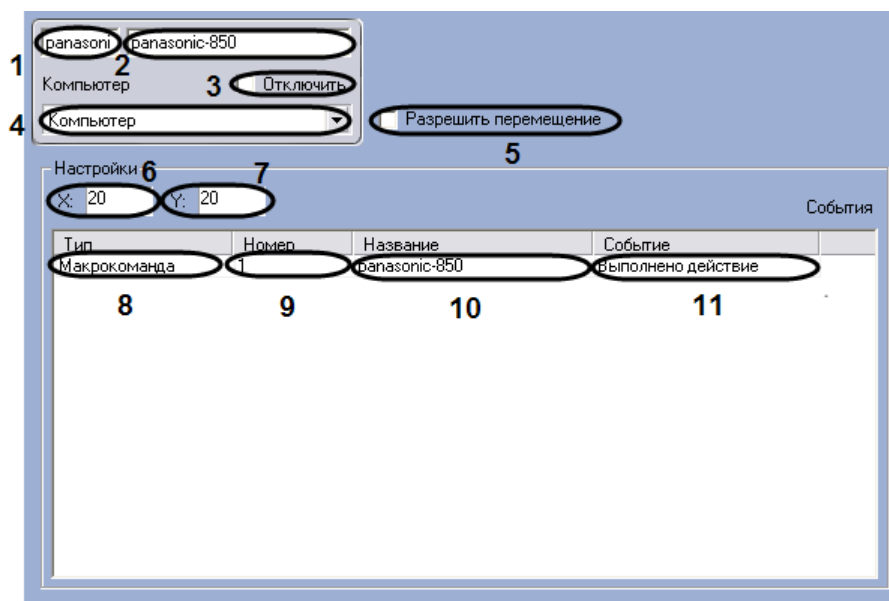 panasoni panasonic-850
1 2
Компьютер 3 Отключить
4 Компьютер Разрешить перемещение
5
Настройки 6 7
X: 20 Y: 20
События
Тип Номер Название Событие
Макрокоманда 1 panasonic-850 Выполнено действие
8 9 10 11